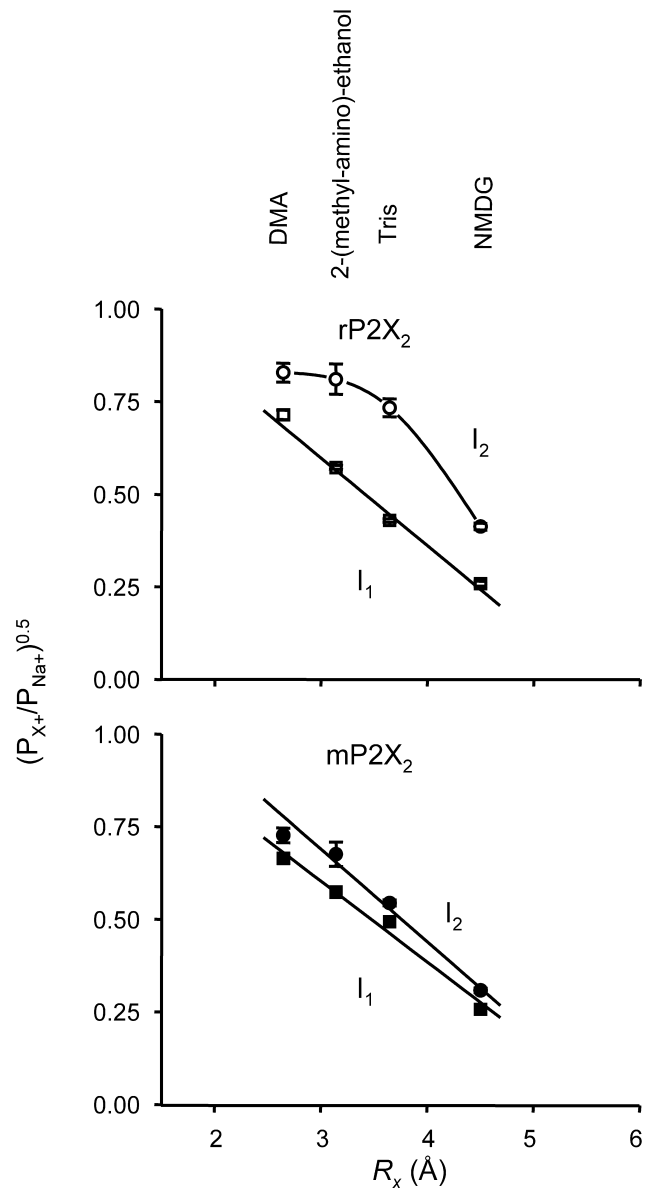 DMA
2-(methyl-amino)-ethanol
Tris
NMDG
1.00
rP2X2
0.75
I2
0.50
I1
0.25
0.00
(PX+/PNa+)0.5
1.00
mP2X2
0.75
0.50
I2
I1
0.25
0.00
2 3 4 5 6
Rx (Å)